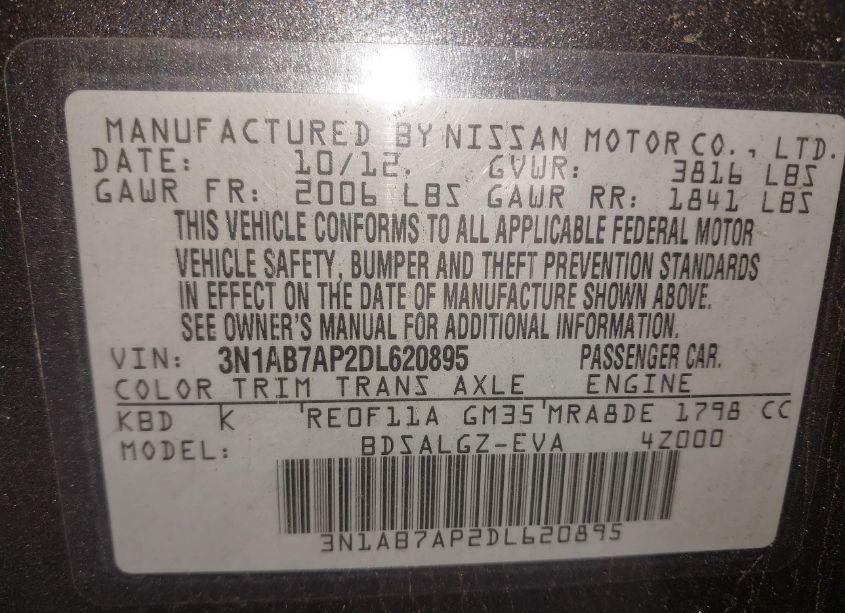 MANUFACTURED BY NISSAN MOTOR CO., LTD.
DATE: 10/12. GVWR: 3816 LBS
GAWR FR: 2006 LBS GAWR RR: 1841 LBS
THIS VEHICLE CONFORMS TO ALL APPLICABLE FEDERAL MOTOR
VEHICLE SAFETY, BUMPER AND THEFT PREVENTION STANDARDS
IN EFFECT ON THE DATE OF MANUFACTURE SHOWN ABOVE.
SEE OWNER'S MANUAL FOR ADDITIONAL INFORMATION.
VIN: 3N1AB7AP2DL620895 PASSENGER CAR.
COLOR TRIM TRANS AXLE ENGINE
KBD K RE0F11A GM35 MRA8DE 1798 CC
MODEL: BDSALGZ-EVA 4Z000
3N1AB7AP2DL620895